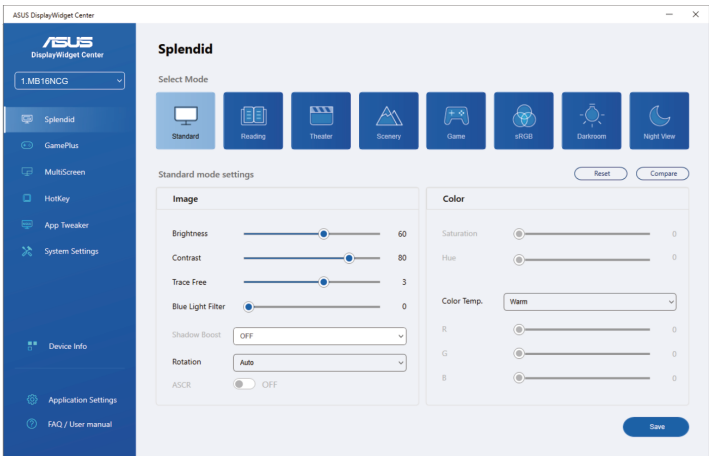 ASUS DisplayWidget Center
ASUS
DisplayWidget Center
1.MB16NCG
Splendid
GamePlus
MultiScreen
HotKey
App Tweaker
System Settings
Device Info
Application Settings
FAQ / User manual
Splendid
Select Mode
Standard Reading Theater Scenery Game sRGB Darkroom Night View
Standard mode settings
Reset Compare
Image
Brightness 60
Contrast 80
Trace Free 3
Blue Light Filter 0
Shadow Boost OFF
Rotation Auto
ASCR OFF
Color
Saturation 0
Hue 0
Color Temp. Warm
R 0
G 0
B 0
Save